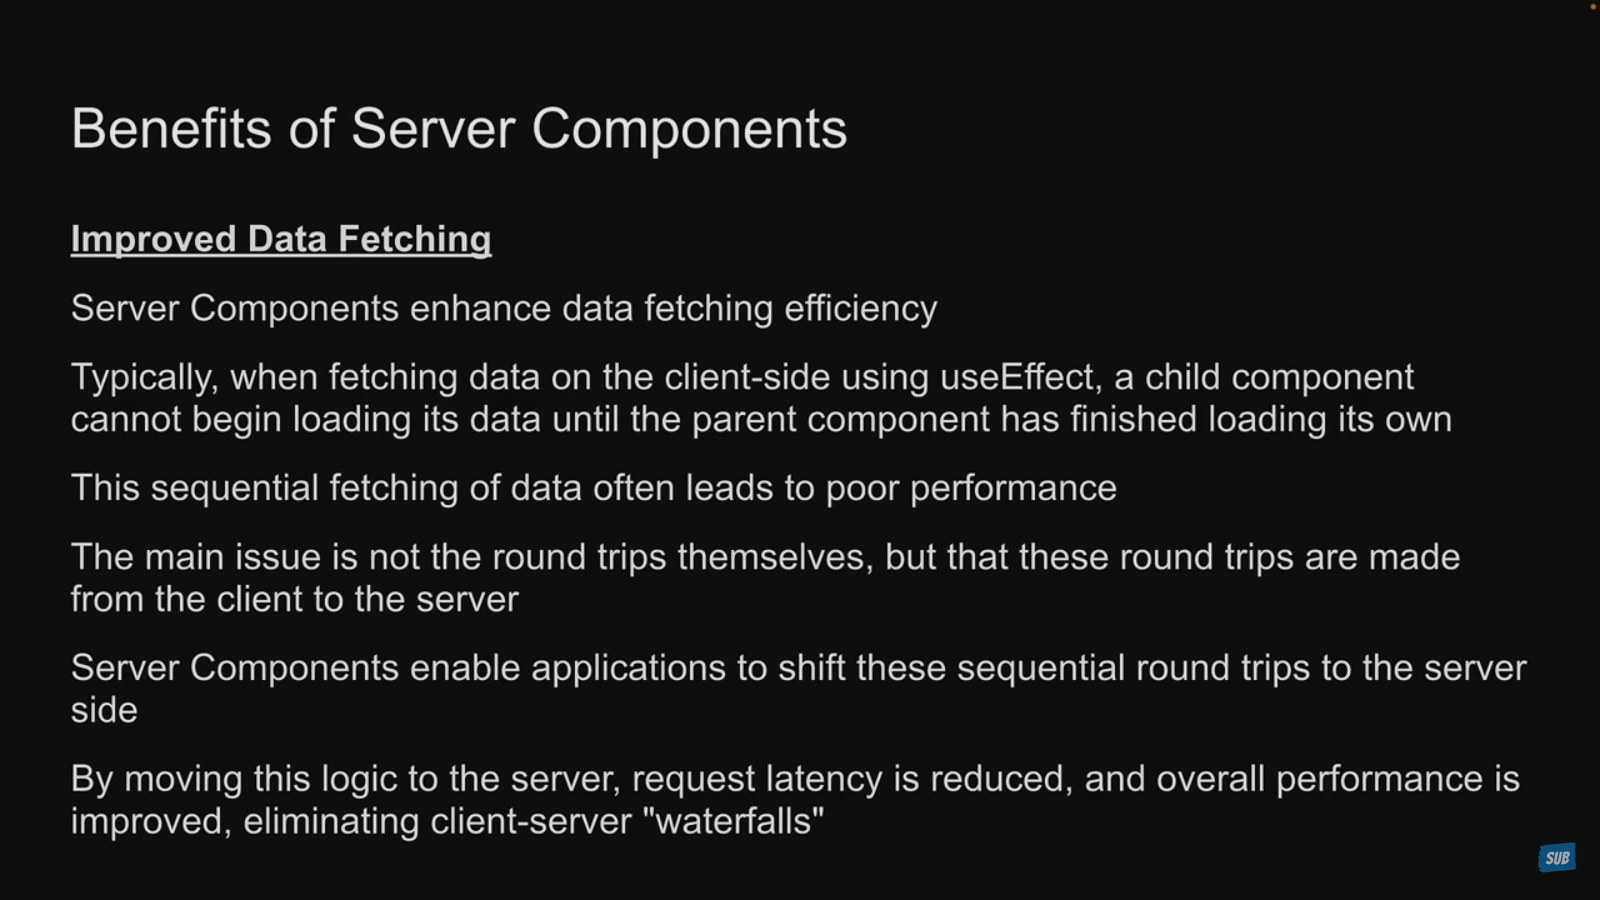 Benefits of Server Components
Improved Data Fetching
Server Components enhance data fetching efficiency
Typically, when fetching data on the client-side using useEffect, a child component
cannot begin loading its data until the parent component has finished loading its own
This sequential fetching of data often leads to poor performance
The main issue is not the round trips themselves, but that these round trips are made
from the client to the server
Server Components enable applications to shift these sequential round trips to the server
side
By moving this logic to the server, request latency is reduced, and overall performance is
improved, eliminating client-server "waterfalls"
SUB